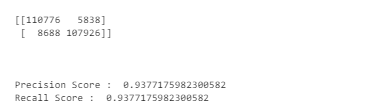 [[110776   5838]
 [  8688 107926]]
Precision Score :  0.9377175982300582
Recall Score :  0.9377175982300582